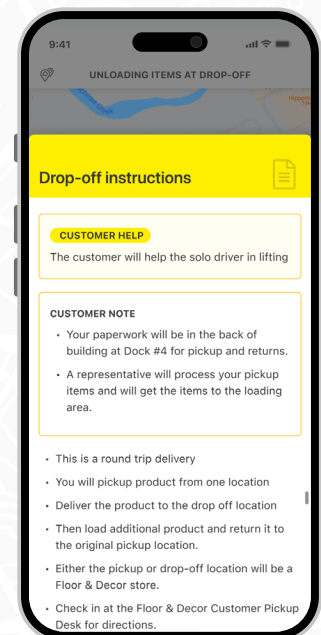 9:41
UNLOADING ITEMS AT DROP-OFF
Drop-off instructions
CUSTOMER HELP
The customer will help the solo driver in lifting
CUSTOMER NOTE
• Your paperwork will be in the back of
building at Dock #4 for pickup and returns.
• A representative will process your pickup
items and will get the items to the loading
area.
• This is a round trip delivery
• You will pickup product from one location
• Deliver the product to the drop off location
• Then load additional product and return it to
the original pickup location.
• Either the pickup or drop-off location will be a
Floor & Decor store.
• Check in at the Floor & Decor Customer Pickup
Desk for directions.